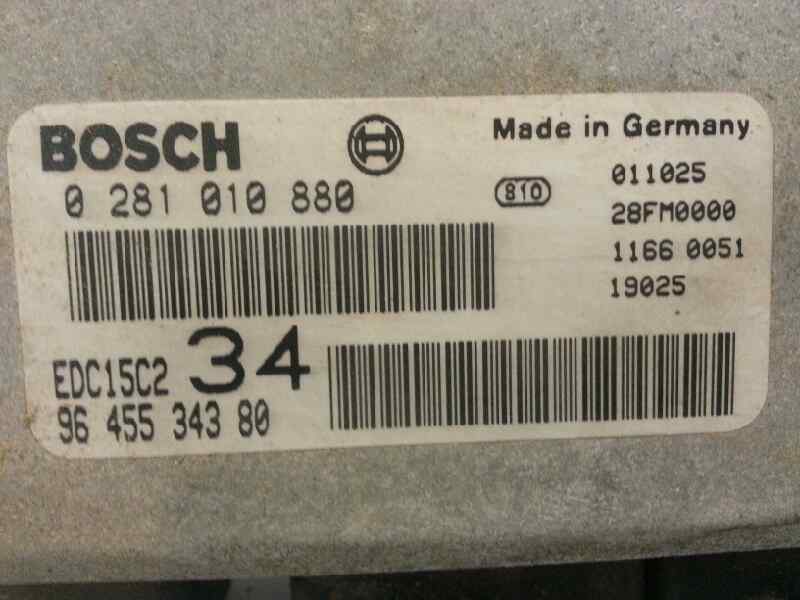 BOSCH
Made in Germany
0 281 010 880
810
011025
28FM0000
1166 0051
19025
EDC15C2
34
96 455 343 80